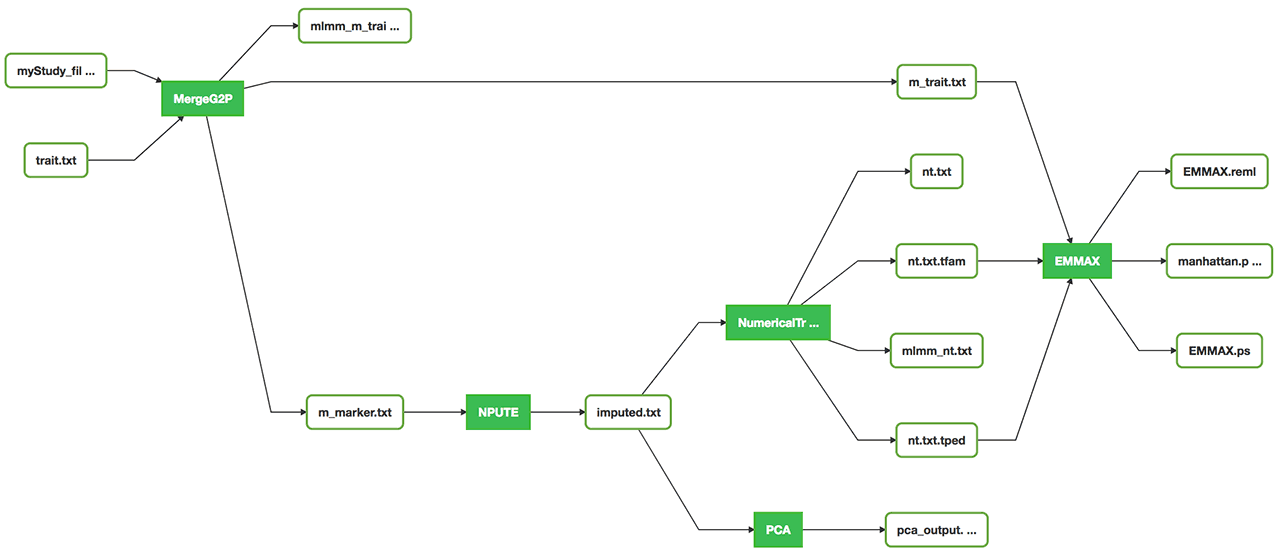 mlmm_m_trai ...
myStudy_fil ...
MergeG2P
m_trait.txt
trait.txt
nt.txt
EMMAX.reml
nt.txt.tfam
EMMAX
manhattan.p ...
NumericalTr ...
mlmm_nt.txt
EMMAX.ps
m_marker.txt
NPUTE
imputed.txt
nt.txt.tped
PCA
pca_output. ...